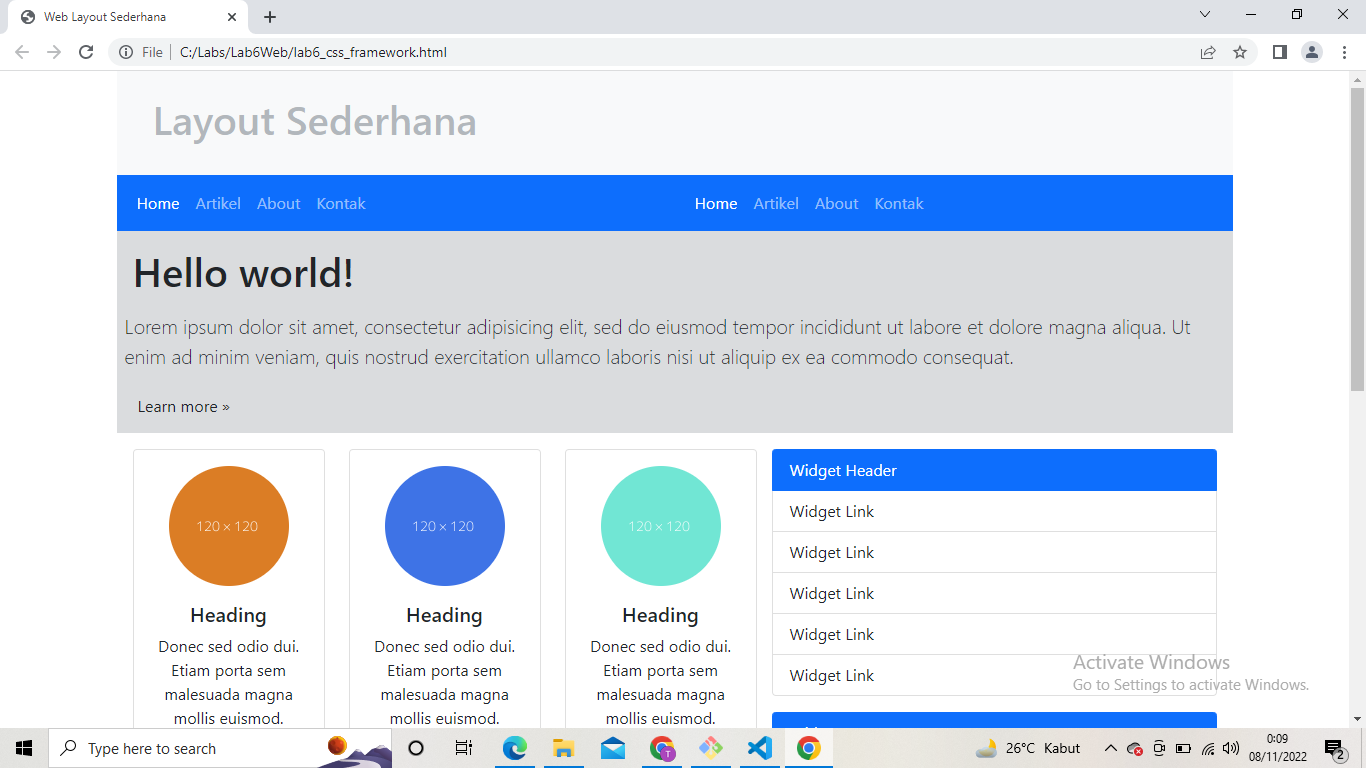 Web Layout Sederhana
File C:/Labs/Lab6Web/lab6_css_framework.html
Layout Sederhana
Home Artikel About Kontak Home Artikel About Kontak
Hello world!
Lorem ipsum dolor sit amet, consectetur adipisicing elit, sed do eiusmod tempor incididunt ut labore et dolore magna aliqua. Ut
enim ad minim veniam, quis nostrud exercitation ullamco laboris nisi ut aliquip ex ea commodo consequat.
Learn more »
120 × 120
Heading
Donec sed odio dui.
Etiam porta sem
malesuada magna
mollis euismod.
120 × 120
Heading
Donec sed odio dui.
Etiam porta sem
malesuada magna
mollis euismod.
120 × 120
Heading
Donec sed odio dui.
Etiam porta sem
malesuada magna
mollis euismod.
Widget Header
Widget Link
Widget Link
Widget Link
Widget Link
Widget Link
Activate Windows
Go to Settings to activate Windows.
Type here to search
T
26°C Kabut
0:09
08/11/2022
2